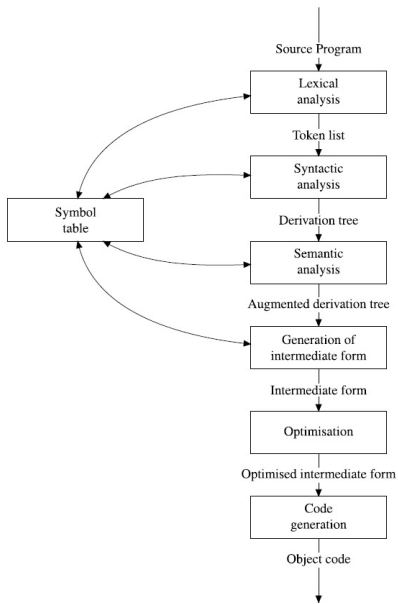 Source Program
Lexical
analysis
Token list
Syntactic
analysis
Derivation tree
Symbol
table
Semantic
analysis
Augmented derivation tree
Generation of
intermediate form
Intermediate form
Optimisation
Optimised intermediate form
Code
generation
Object code